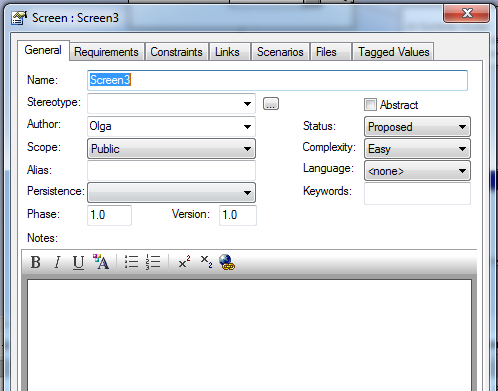 Screen : Screen3
General Requirements Constraints Links Scenarios Files Tagged Values
Name: Screen3
Stereotype: ... Abstract
Author: Olga Status: Proposed
Scope: Public Complexity: Easy
Alias: Language: <none>
Persistence: Keywords:
Phase: 1.0 Version: 1.0
Notes:
B I U A x² x₂